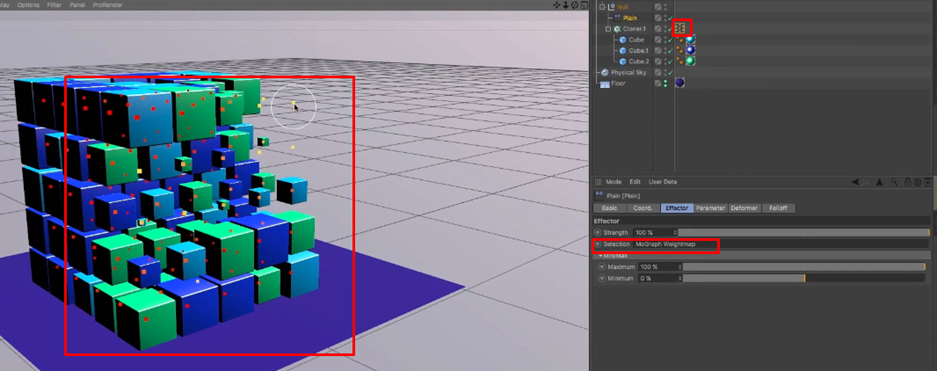 Options Filter Panel ProRender
Null
Plain
Cloner.1
Cube
Cube.1
Cube.2
Physical Sky
Floor
Mode Edit User Data
Plain [Plain]
Basic Coord. Effector Parameter Deformer Falloff
Effector
Strength 100 %
Selection MoGraph Weightmap
Min/Max
Maximum 100 %
Minimum 0 %